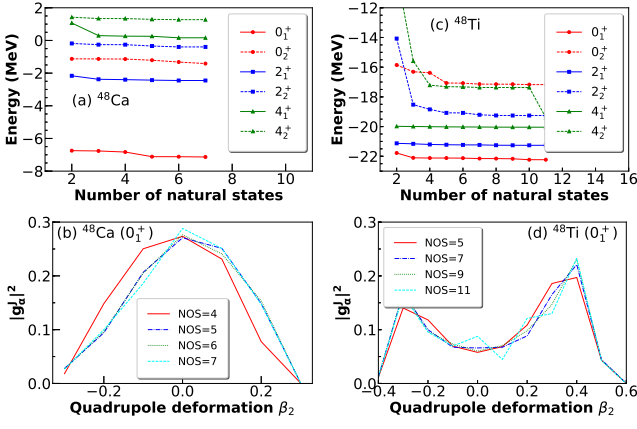 2
0
−2
−4
−6
−8
Energy (MeV)
(a) ⁴⁸Ca
0₁⁺
0₂⁺
2₁⁺
2₂⁺
4₁⁺
4₂⁺
2 4 6 8 10
Number of natural states
−12
−14
−16
−18
−20
−22
Energy (MeV)
(c) ⁴⁸Ti
0₁⁺
0₂⁺
2₁⁺
2₂⁺
4₁⁺
4₂⁺
2 4 6 8 10 12 14 16
Number of natural states
0.3
0.2
0.1
0.0
|g_α^J|²
(b) ⁴⁸Ca (0₁⁺)
NOS=4
NOS=5
NOS=6
NOS=7
−0.2 0.0 0.2
Quadrupole deformation β₂
0.3
0.2
0.1
0.0
|g_α^J|²
(d) ⁴⁸Ti (0₁⁺)
NOS=5
NOS=7
NOS=9
NOS=11
−0.4 −0.2 0.0 0.2 0.4 0.6
Quadrupole deformation β₂